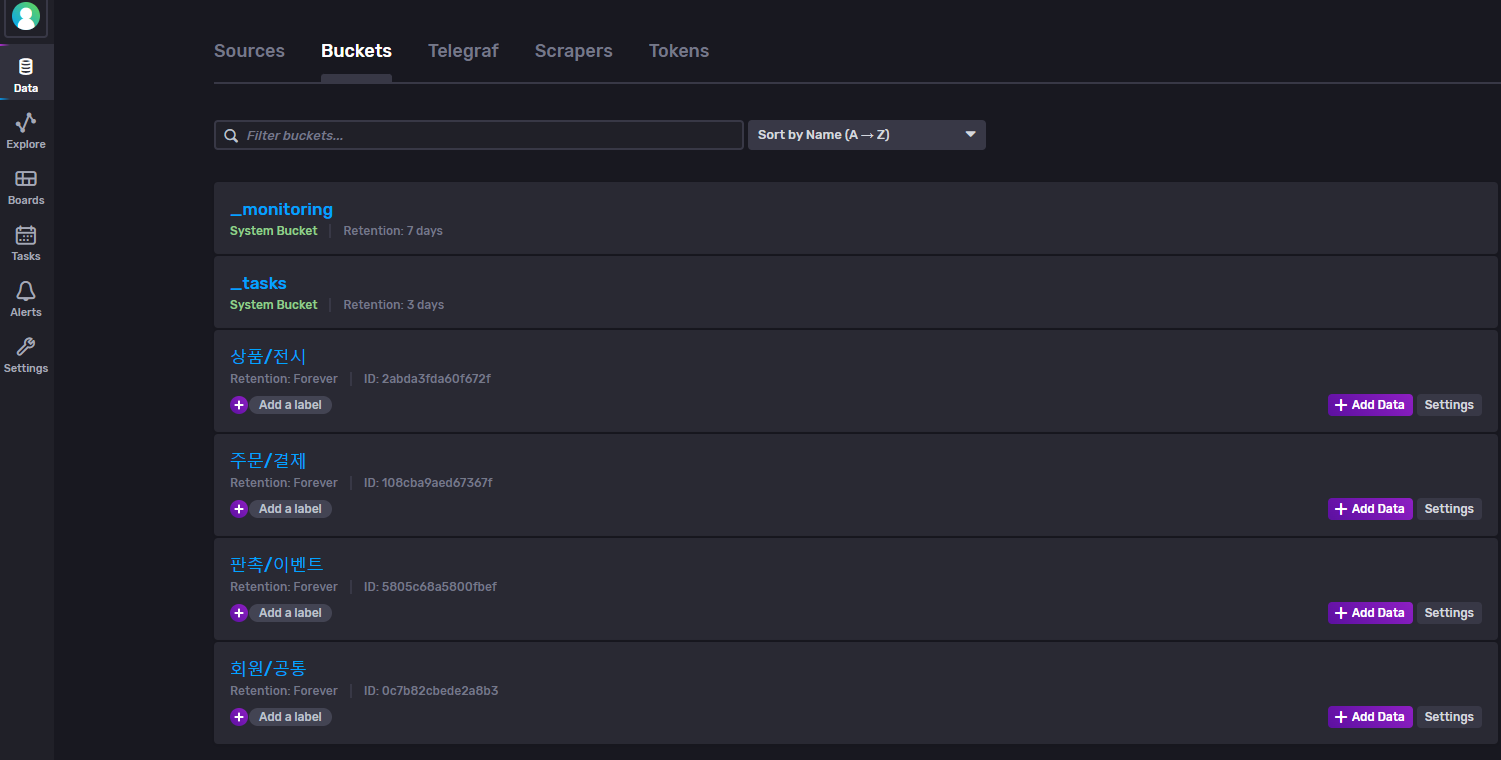 Sources Buckets Telegraf Scrapers Tokens
Data
Explore
Boards
Tasks
Alerts
Settings
Filter buckets... Sort by Name (A → Z)
_monitoring
System Bucket | Retention: 7 days
_tasks
System Bucket | Retention: 3 days
상품/전시
Retention: Forever | ID: 2abda3fda60f672f
+ Add a label + Add Data Settings
주문/결제
Retention: Forever | ID: 108cba9aed67367f
+ Add a label + Add Data Settings
판촉/이벤트
Retention: Forever | ID: 5805c68a5800fbef
+ Add a label + Add Data Settings
회원/공통
Retention: Forever | ID: 0c7b82cbede2a8b3
+ Add a label + Add Data Settings